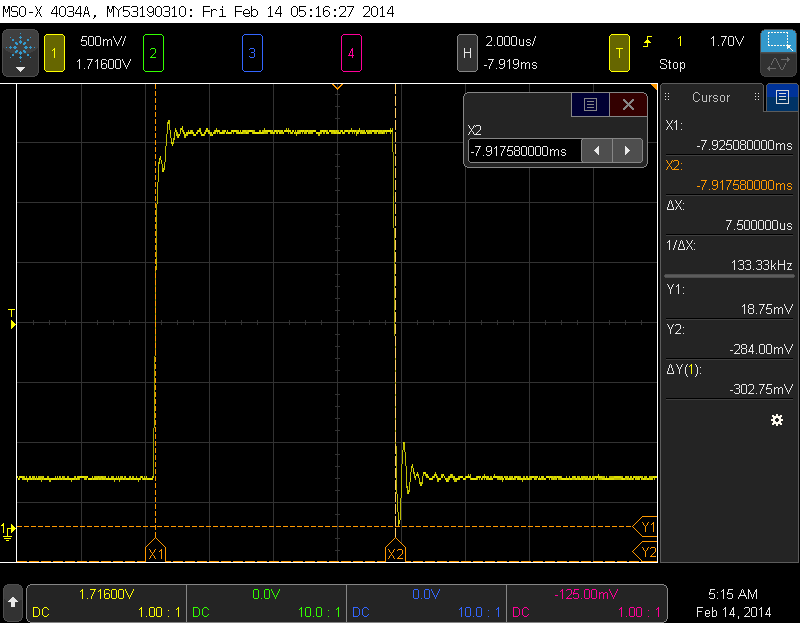 MSO-X 4034A, MY53190310: Fri Feb 14 05:16:27 2014
1 500mV/ 2 3 4 H 2.000us/ T 1 1.70V
1.71600V -7.919ms Stop
Cursor
X2
-7.917580000ms
X1:
-7.925080000ms
X2:
-7.917580000ms
ΔX:
7.500000us
1/ΔX:
133.33kHz
Y1:
18.75mV
Y2:
-284.00mV
ΔY(1):
-302.75mV
T
1
Y1
X1 X2 Y2
1.71600V 0.0V 0.0V -125.00mV 5:15 AM
DC 1.00 : 1 DC 10.0 : 1 DC 10.0 : 1 DC 1.00 : 1 Feb 14, 2014